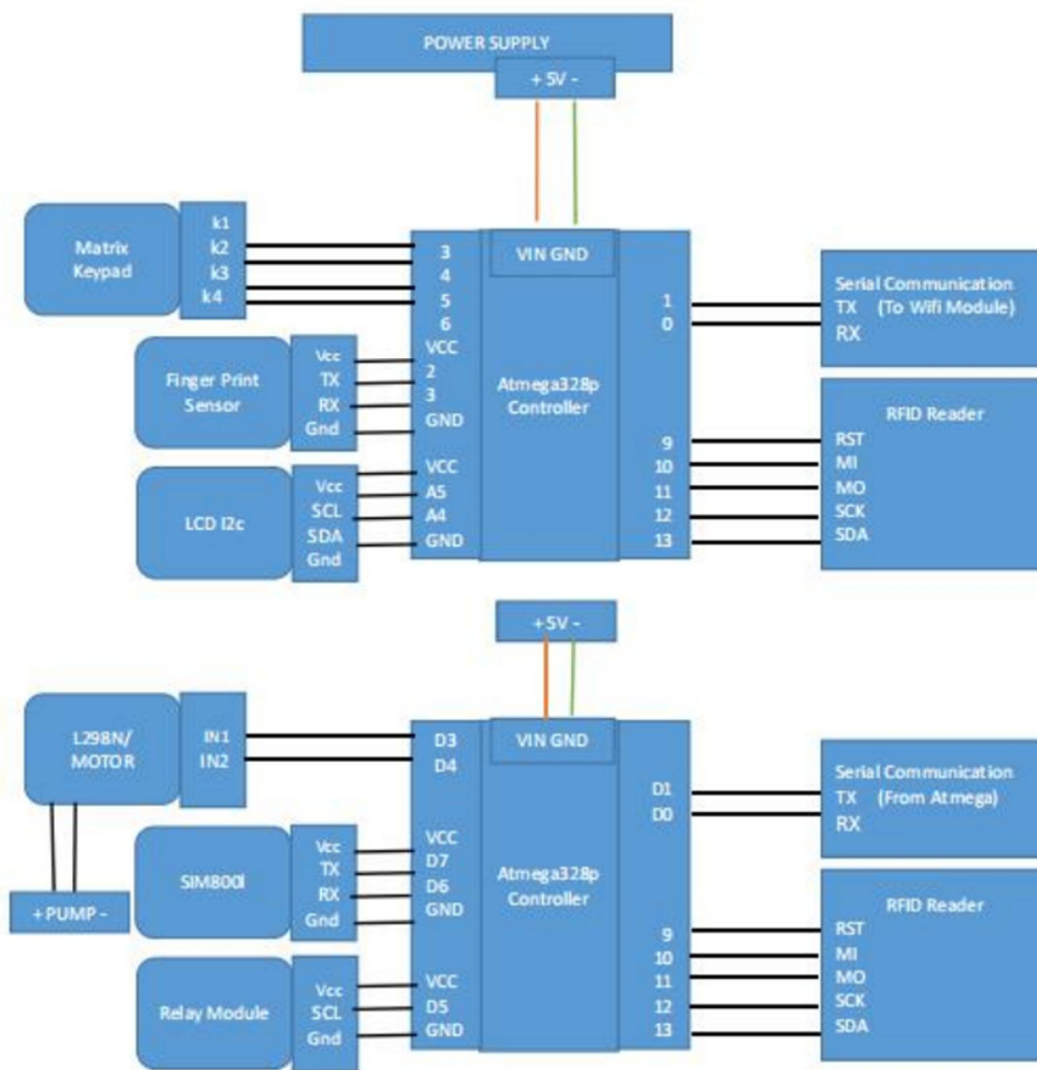 POWER SUPPLY
+ 5V -
Matrix
Keypad
k1
k2
k3
k4
3
4
5
6
VIN GND
1
0
Serial Communication
TX (To Wifi Module)
RX
Finger Print
Sensor
Vcc
TX
RX
Gnd
VCC
2
3
GND
Atmega328p
Controller
RFID Reader
9
10
11
12
13
RST
MI
MO
SCK
SDA
LCD I2c
Vcc
SCL
SDA
Gnd
VCC
A5
A4
GND
+ 5V -
L298N/
MOTOR
IN1
IN2
D3
D4
VIN GND
D1
D0
Serial Communication
TX (From Atmega)
RX
+ PUMP -
SIM800l
Vcc
TX
RX
Gnd
VCC
D7
D6
GND
Atmega328p
Controller
RFID Reader
9
10
11
12
13
RST
MI
MO
SCK
SDA
Relay Module
Vcc
SCL
Gnd
VCC
D5
GND